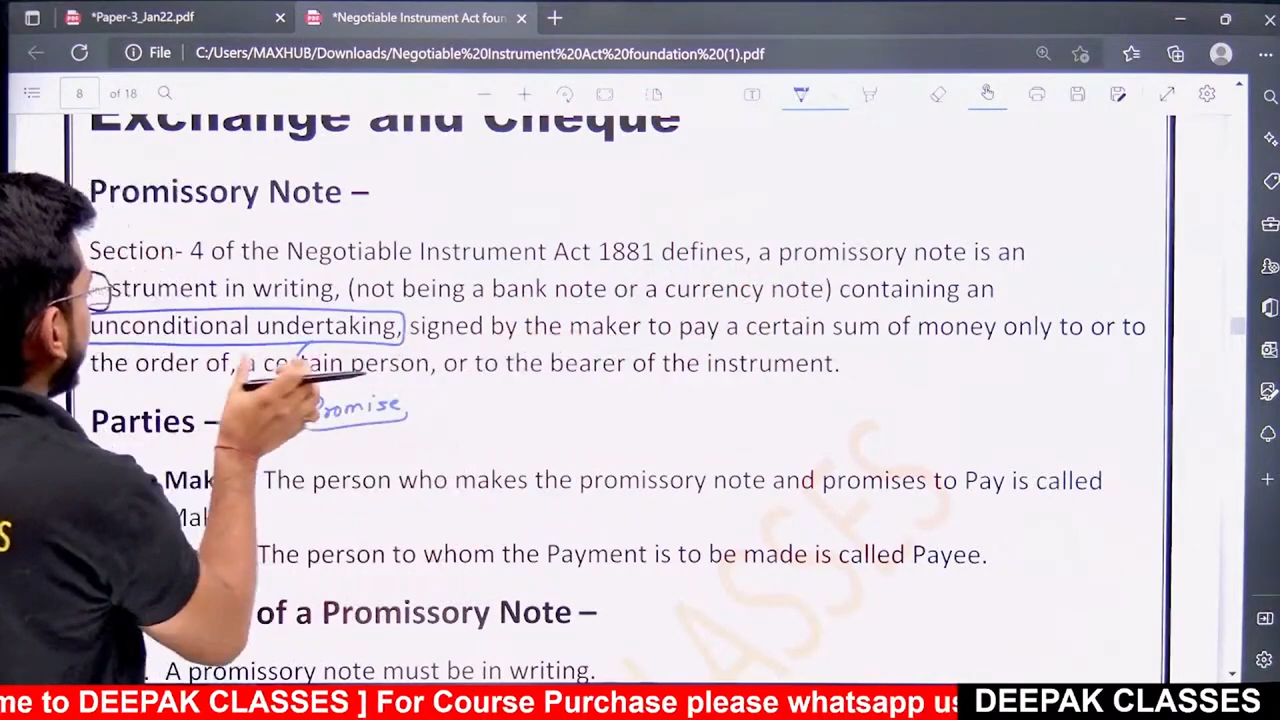 *Paper-3_Jan22.pdf
*Negotiable Instrument Act foun
File
C:/Users/MAXHUB/Downloads/Negotiable%20Instrument%20Act%20foundation%20(1).pdf
8 of 18
Exchange and Cheque
Promissory Note –
Section- 4 of the Negotiable Instrument Act 1881 defines, a promissory note is an
instrument in writing, (not being a bank note or a currency note) containing an
unconditional undertaking, signed by the maker to pay a certain sum of money only to or to
the order of, a certain person, or to the bearer of the instrument.
Promise
Parties –
Mak The person who makes the promissory note and promises to Pay is called
Mak
The person to whom the Payment is to be made is called Payee.
of a Promissory Note –
A promissory note must be in writing.
ASSES
S
me to DEEPAK CLASSES ] For Course Purchase please whatsapp us
DEEPAK CLASSES